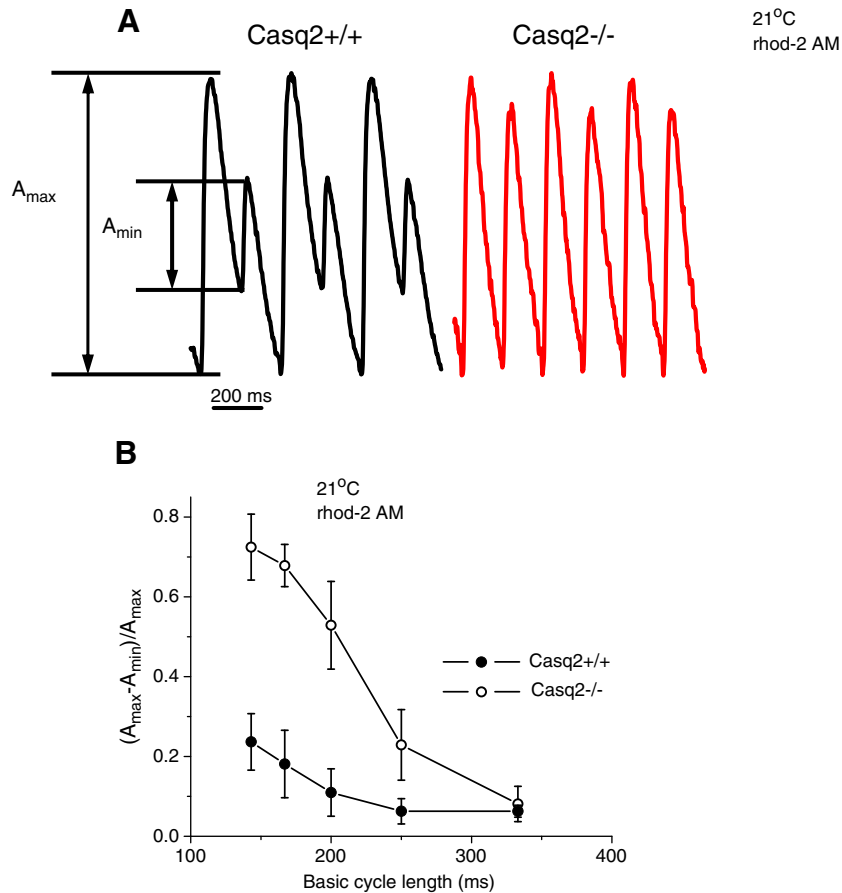 A
Casq2+/+
Casq2-/-
21°C
rhod-2 AM
Amax
Amin
200 ms
B
21°C
rhod-2 AM
(Amax-Amin)/Amax
0.8
0.6
0.4
0.2
0.0
Casq2+/+
Casq2-/-
100
200
300
400
Basic cycle length (ms)